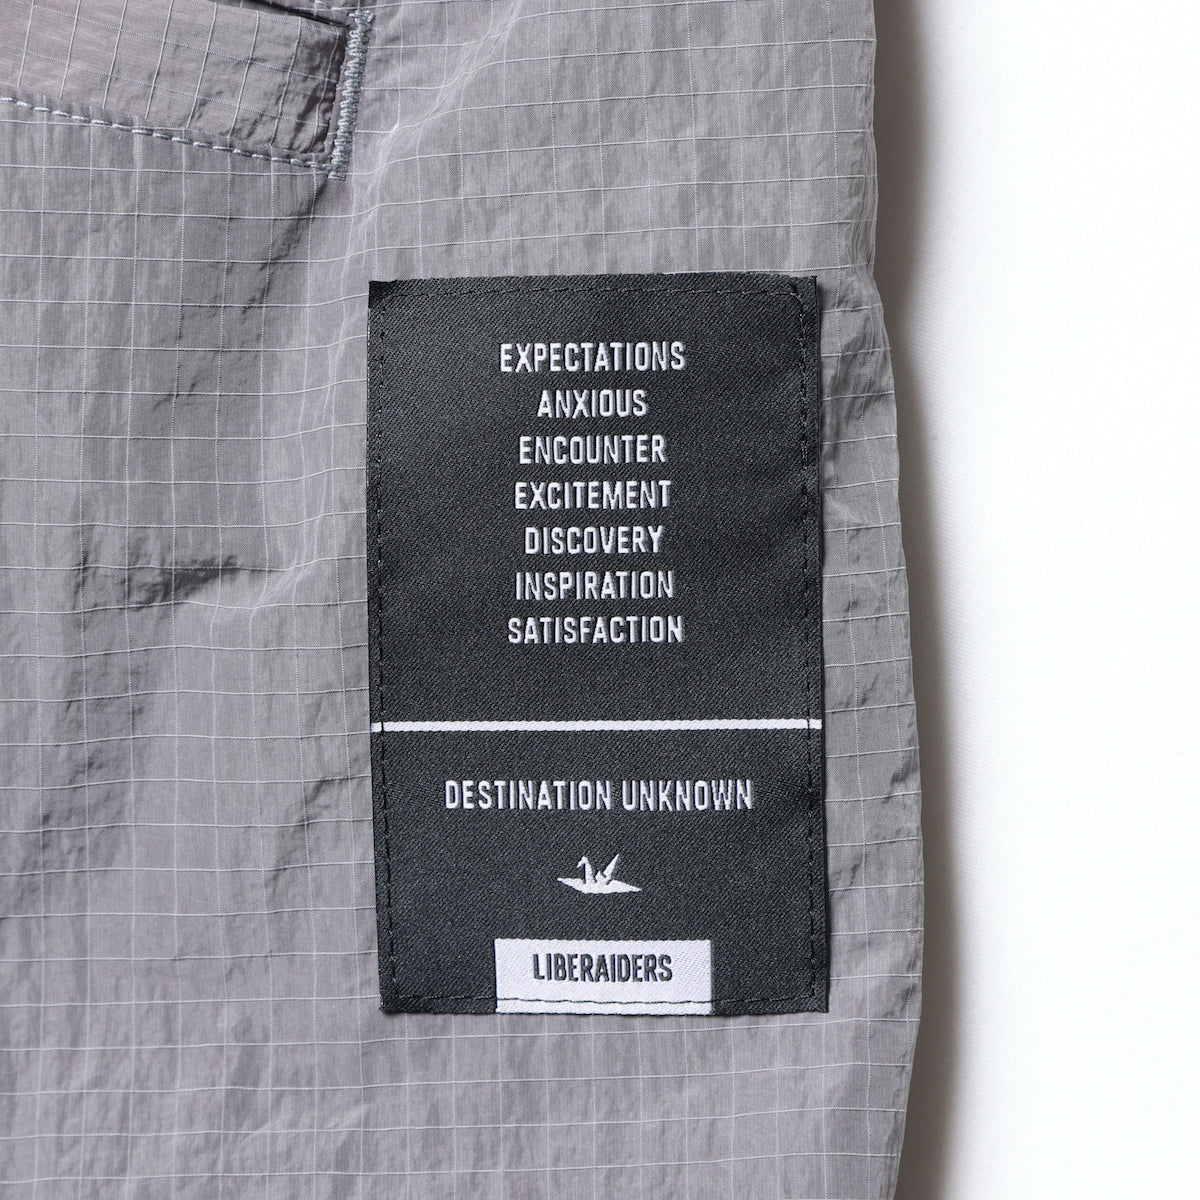 EXPECTATIONS
ANXIOUS
ENCOUNTER
EXCITEMENT
DISCOVERY
INSPIRATION
SATISFACTION
DESTINATION UNKNOWN
LIBERAIDERS